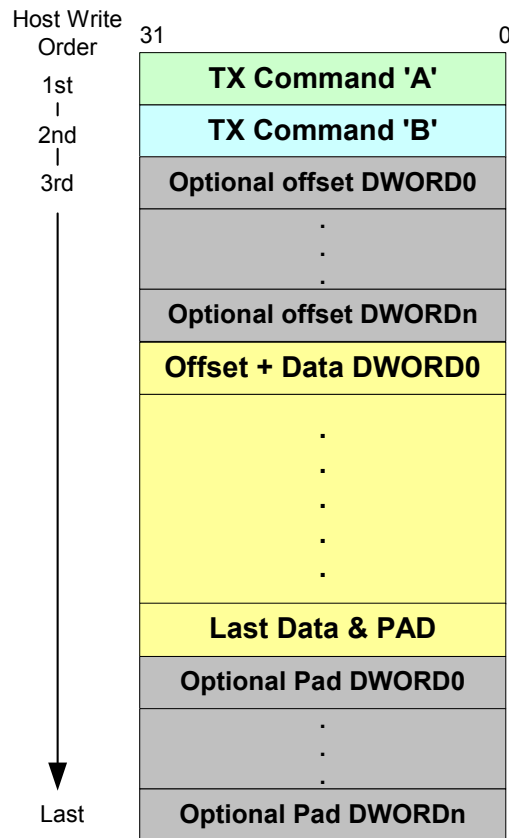 Host Write
Order
31
0
1st
TX Command 'A'
2nd
TX Command 'B'
3rd
Optional offset DWORD0
.
.
.
Optional offset DWORDn
Offset + Data DWORD0
.
.
.
.
.
Last Data & PAD
Optional Pad DWORD0
.
.
.
Last
Optional Pad DWORDn